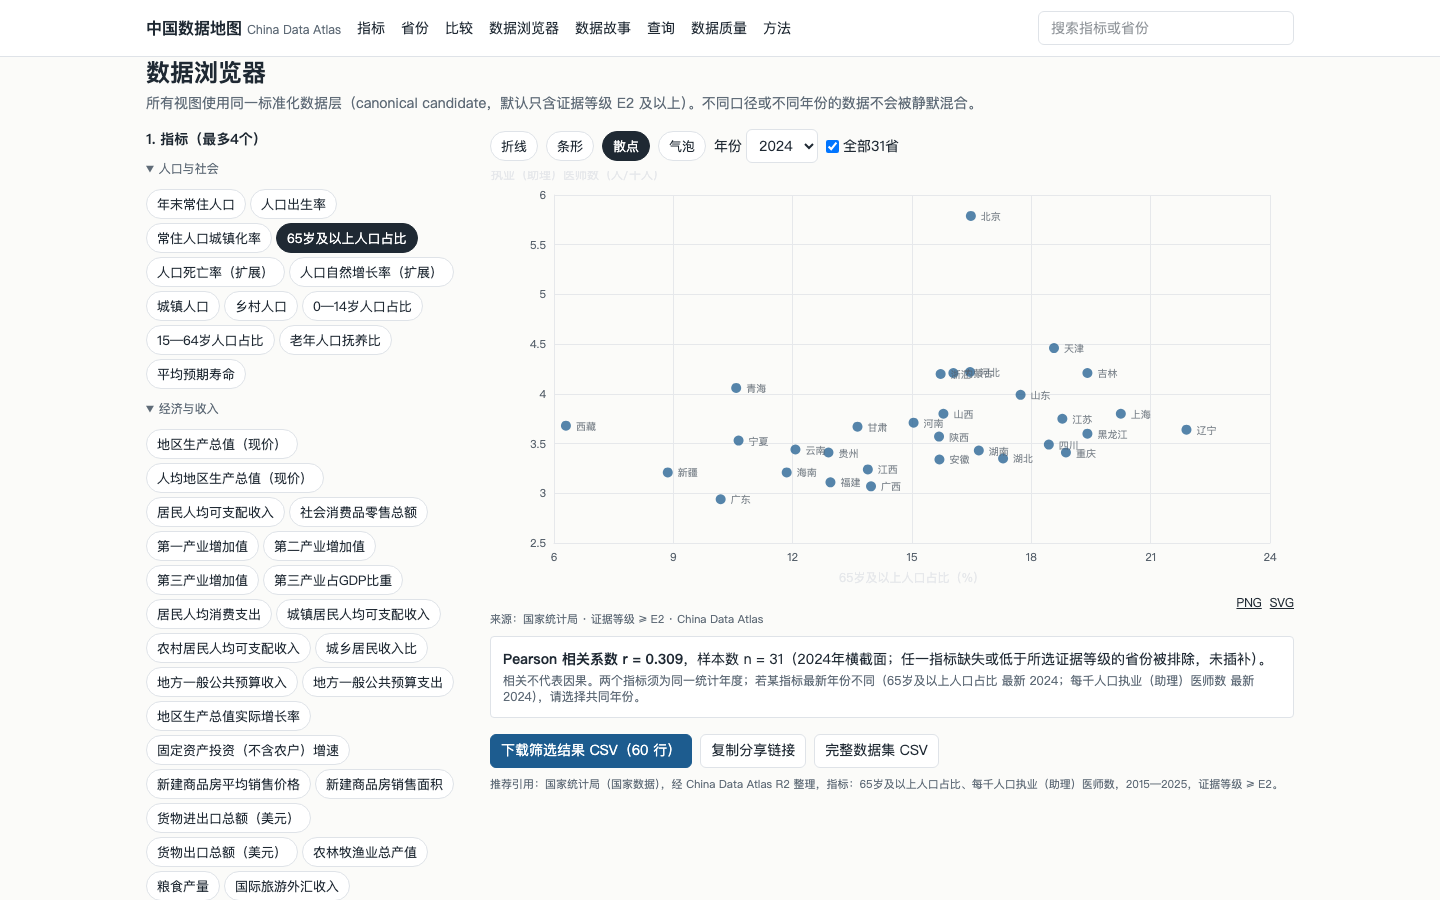 中国数据地图 China Data Atlas 指标 省份 比较 数据浏览器 数据故事 查询 数据质量 方法 搜索指标或省份
数据浏览器
所有视图使用同一标准化数据层（canonical candidate，默认只含证据等级 E2 及以上）。不同口径或不同年份的数据不会被静默混合。
1. 指标（最多4个）
▼ 人口与社会
年末常住人口 人口出生率
常住人口城镇化率 65岁及以上人口占比
人口死亡率（扩展） 人口自然增长率（扩展）
城镇人口 乡村人口 0—14岁人口占比
15—64岁人口占比 老年人口抚养比
平均预期寿命
▼ 经济与收入
地区生产总值（现价）
人均地区生产总值（现价）
居民人均可支配收入 社会消费品零售总额
第一产业增加值 第二产业增加值
第三产业增加值 第三产业占GDP比重
居民人均消费支出 城镇居民人均可支配收入
农村居民人均可支配收入 城乡居民收入比
地方一般公共预算收入 地方一般公共预算支出
地区生产总值实际增长率
固定资产投资（不含农户）增速
新建商品房平均销售价格 新建商品房销售面积
货物进出口总额（美元）
货物出口总额（美元） 农林牧渔业总产值
粮食产量 国际旅游外汇收入
折线 条形 散点 气泡 年份 2024 全部31省
执业（助理）医师数（人/千人）
6
5.5
5
4.5
4
3.5
3
2.5
6 9 12 15 18 21 24
65岁及以上人口占比（%）
北京
天津
吉林
青海
山东
山西
江苏
上海
西藏
甘肃
河南
辽宁
黑龙江
陕西
宁夏
四川
云南
贵州
湖南
重庆
安徽
湖北
新疆
海南
江西
福建
广西
广东
PNG SVG
来源：国家统计局 · 证据等级 ≥ E2 · China Data Atlas
Pearson 相关系数 r = 0.309，样本数 n = 31（2024年横截面；任一指标缺失或低于所选证据等级的省份被排除，未插补）。
相关不代表因果。两个指标须为同一统计年度；若某指标最新年份不同（65岁及以上人口占比 最新 2024；每千人口执业（助理）医师数 最新
2024），请选择共同年份。
下载筛选结果 CSV（60 行） 复制分享链接 完整数据集 CSV
推荐引用：国家统计局（国家数据），经 China Data Atlas R2 整理，指标：65岁及以上人口占比、每千人口执业（助理）医师数，2015—2025，证据等级 ≥ E2。